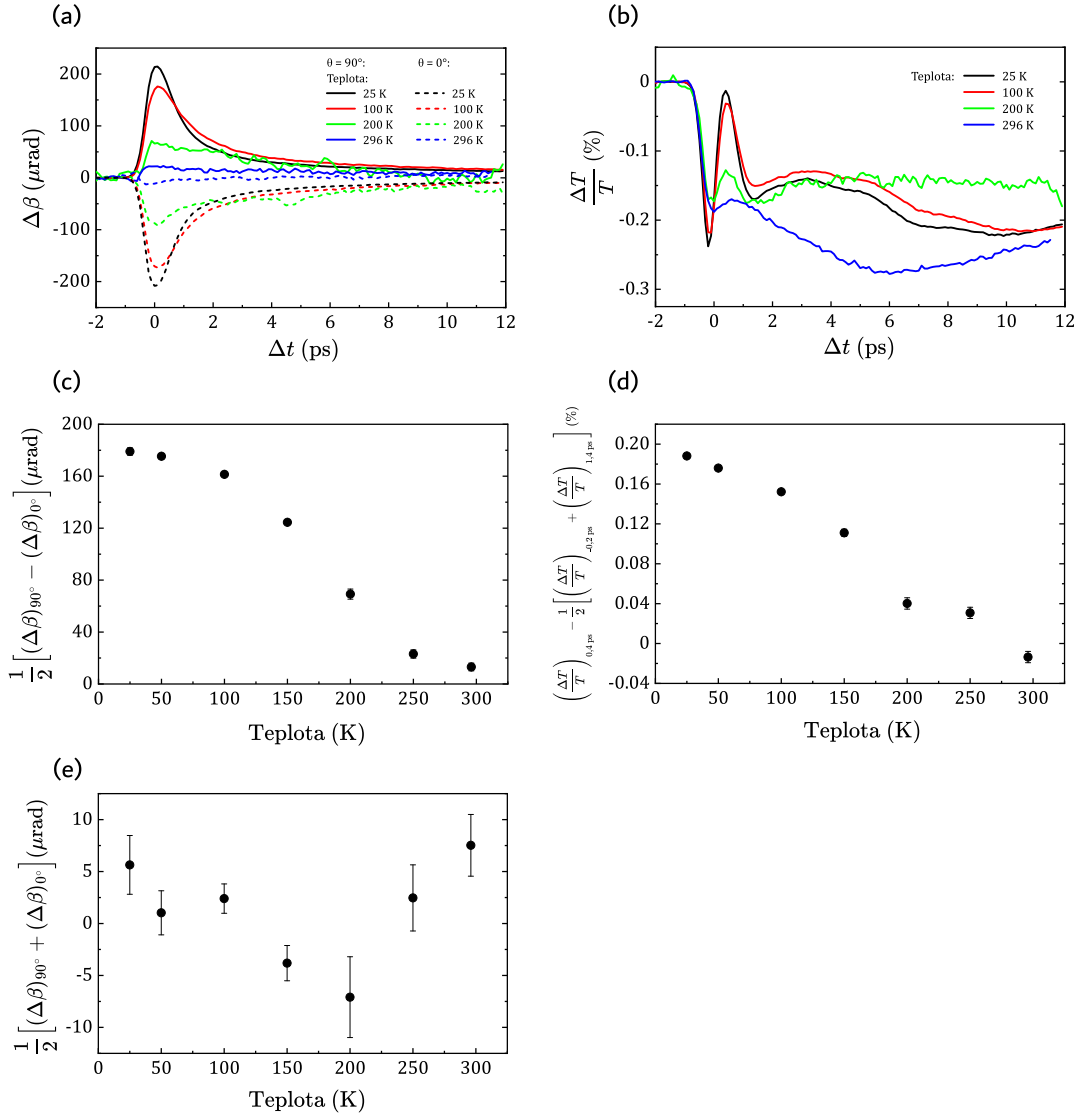 (a)
Δβ (μrad)
200
100
0
-100
-200
θ = 90°: θ = 0°:
Teplota:
25 K 25 K
100 K 100 K
200 K 200 K
296 K 296 K
-2 0 2 4 6 8 10 12
Δt (ps)
(b)
ΔT/T (%)
0
-0.1
-0.2
-0.3
Teplota: 25 K
100 K
200 K
296 K
-2 0 2 4 6 8 10 12
Δt (ps)
(c)
1/2 [(Δβ)90° − (Δβ)0°] (μrad)
200
160
120
80
40
0
0 50 100 150 200 250 300
Teplota (K)
(d)
(ΔT/T)0,4 ps − 1/2 [(ΔT/T)-0,2 ps + (ΔT/T)1,4 ps] (%)
0.20
0.16
0.12
0.08
0.04
0
-0.04
0 50 100 150 200 250 300
Teplota (K)
(e)
1/2 [(Δβ)90° + (Δβ)0°] (μrad)
10
5
0
-5
-10
0 50 100 150 200 250 300
Teplota (K)